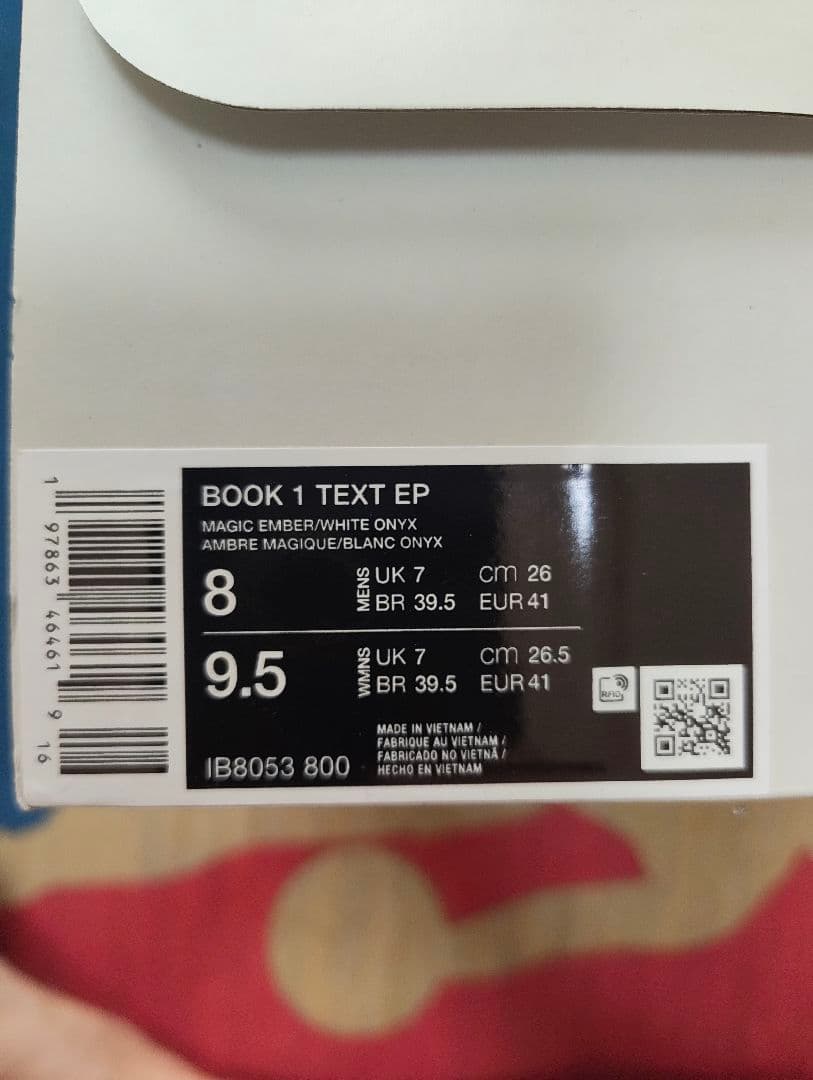 BOOK 1 TEXT EP
MAGIC EMBER/WHITE ONYX
AMBRE MAGIQUE/BLANC ONYX
8
MENS
UK 7 cm 26
BR 39.5 EUR 41
9.5
WMNS
UK 7 cm 26.5
BR 39.5 EUR 41
IB8053 800
MADE IN VIETNAM /
FABRIQUE AU VIETNAM /
FABRICADO NO VIETNÃ /
HECHO EN VIETNAM
RFID
1 97863 46461 9 16